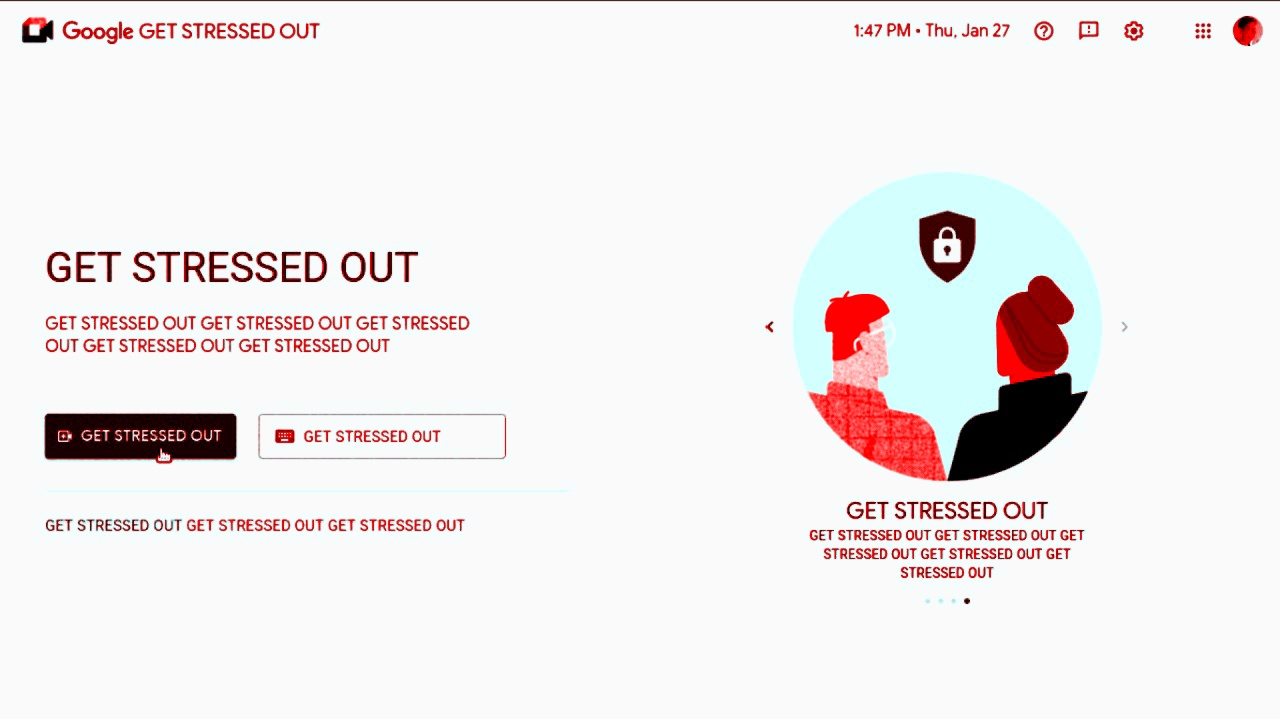 Google GET STRESSED OUT
1:47 PM • Thu, Jan 27
GET STRESSED OUT
GET STRESSED OUT GET STRESSED OUT GET STRESSED
OUT GET STRESSED OUT GET STRESSED OUT
GET STRESSED OUT
GET STRESSED OUT
GET STRESSED OUT GET STRESSED OUT GET STRESSED OUT
GET STRESSED OUT
GET STRESSED OUT GET STRESSED OUT GET
STRESSED OUT GET STRESSED OUT GET
STRESSED OUT